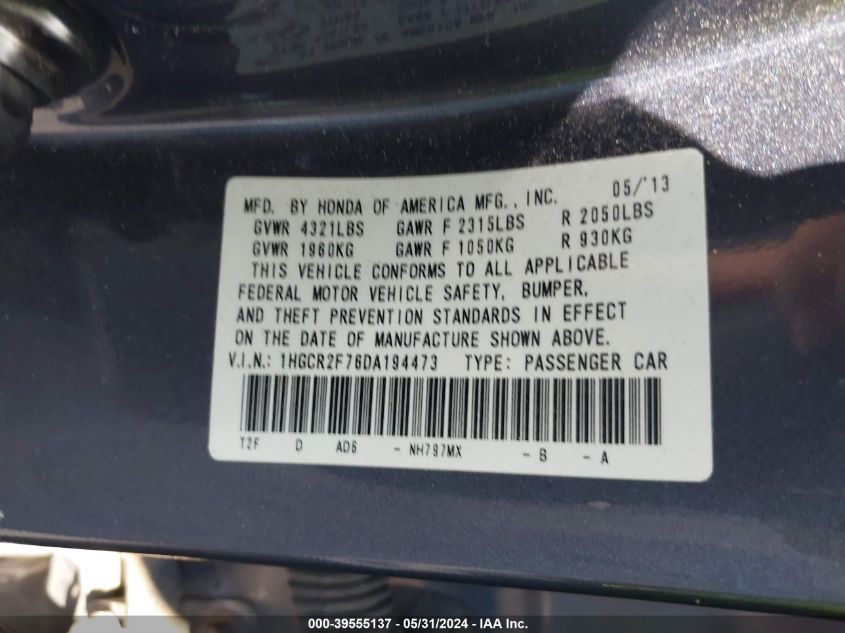 MFD. BY HONDA OF AMERICA MFG., INC. 05/'13
GVWR 4321LBS GAWR F 2315LBS R 2050LBS
GVWR 1960KG GAWR F 1050KG R 930KG
THIS VEHICLE CONFORMS TO ALL APPLICABLE
FEDERAL MOTOR VEHICLE SAFETY, BUMPER,
AND THEFT PREVENTION STANDARDS IN EFFECT
ON THE DATE OF MANUFACTURE SHOWN ABOVE.
V.I.N.: 1HGCR2F76DA194473 TYPE: PASSENGER CAR
T2F D AD6 - NH797MX - B - A
000-39555137 - 05/31/2024 - IAA Inc.